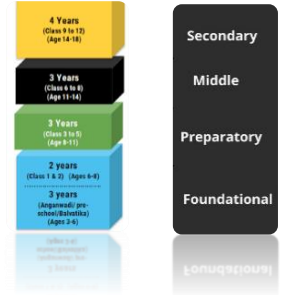 4 Years
(Class 9 to 12)
(Age 14-18)
3 Years
(Class 6 to 8)
(Age 11-14)
3 Years
(Class 3 to 5)
(Age 8-11)
2 years
(Class 1 & 2) (Ages 6-8)
3 years
(Anganwadi/ pre-
school/Balvatika)
(Ages 3-6)
Secondary
Middle
Preparatory
Foundational